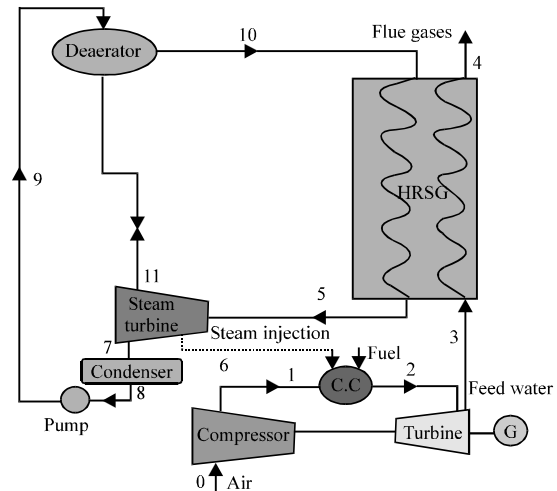 10
Flue gases
4
Deaerator
HRSG
9
11
Steam
turbine
5
Steam injection
3
7
Condenser
8
6
Fuel
1
C.C
2
Feed water
Pump
Compressor
Turbine
G
0
Air